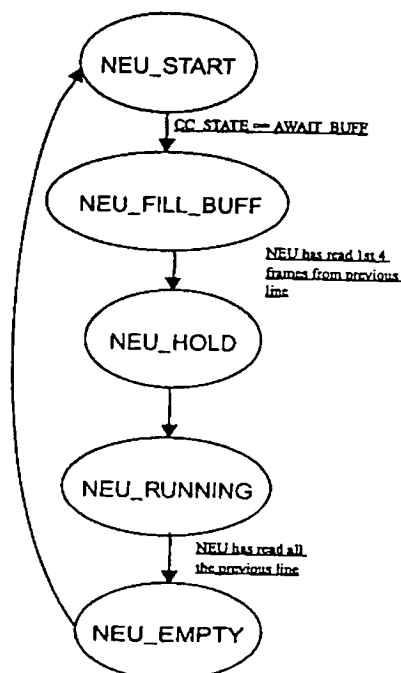 NEU_START
CC_STATE == AWAIT_BUFF
NEU_FILL_BUFF
NEU has read 1st 4
frames from previous
line
NEU_HOLD
NEU_RUNNING
NEU has read all
the previous line
NEU_EMPTY